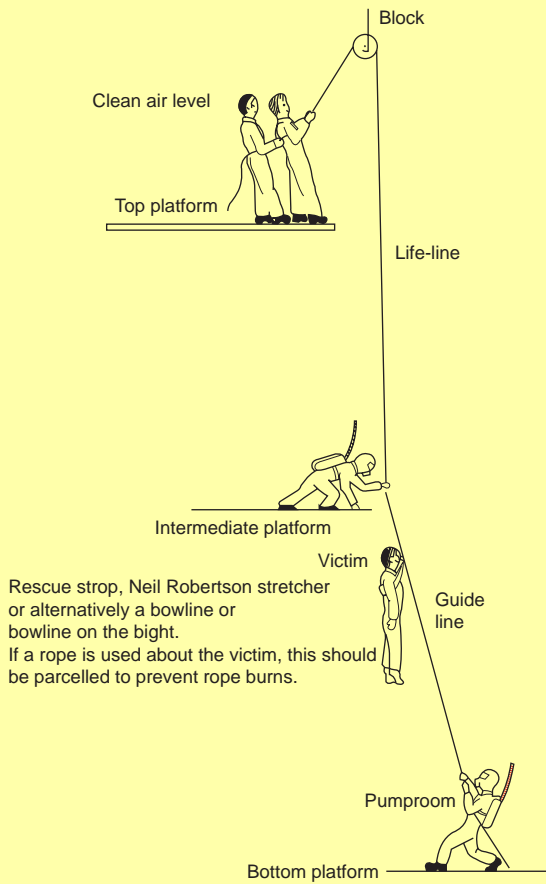 Block
Clean air level
Top platform
Life-line
Intermediate platform
Victim
Rescue strop, Neil Robertson stretcher
or alternatively a bowline or
bowline on the bight.
If a rope is used about the victim, this should
be parcelled to prevent rope burns.
Guide
line
Pumproom
Bottom platform